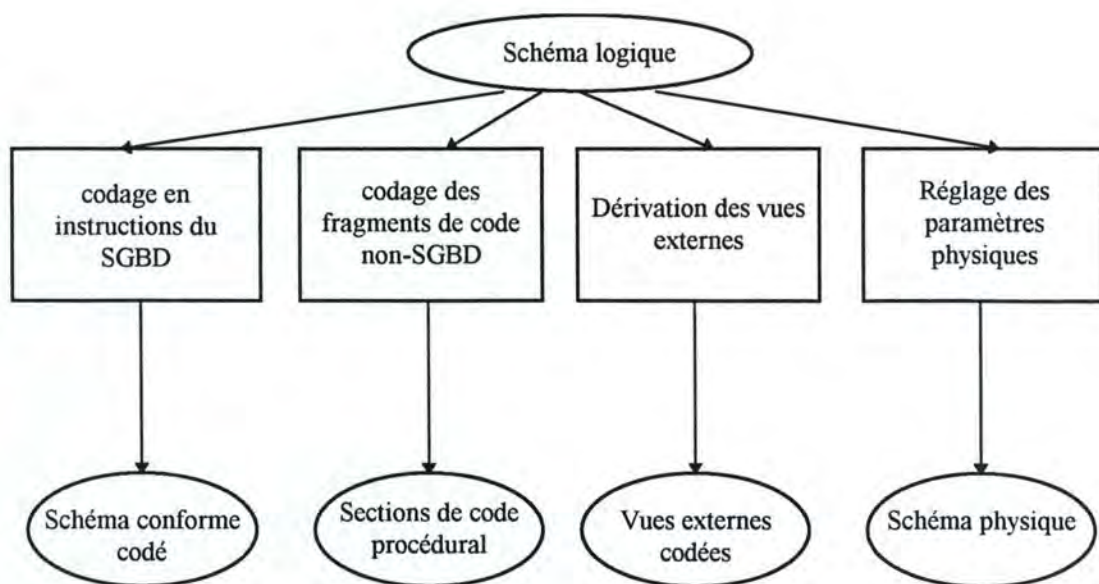 Schéma logique
codage en
instructions du
SGBD
codage des
fragments de code
non-SGBD
Dérivation des vues
externes
Réglage des
paramètres
physiques
Schéma conforme
codé
Sections de code
procédural
Vues externes
codées
Schéma physique